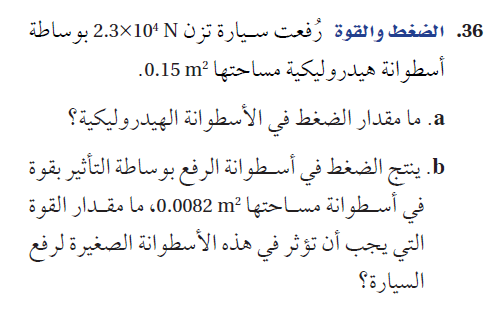 .36 الضغط والقوة رُفعت سيارة تزن 2.3×10⁴ N بوساطة
أسطوانة هيدروليكية مساحتها 0.15 m².
a. ما مقدار الضغط في الأسطوانة الهيدروليكية؟
b. ينتج الضغط في أسطوانة الرفع بوساطة التأثير بقوة
في أسطوانة مساحتها 0.0082 m²، ما مقدار القوة
التي يجب أن تؤثر في هذه الأسطوانة الصغيرة لرفع
السيارة؟